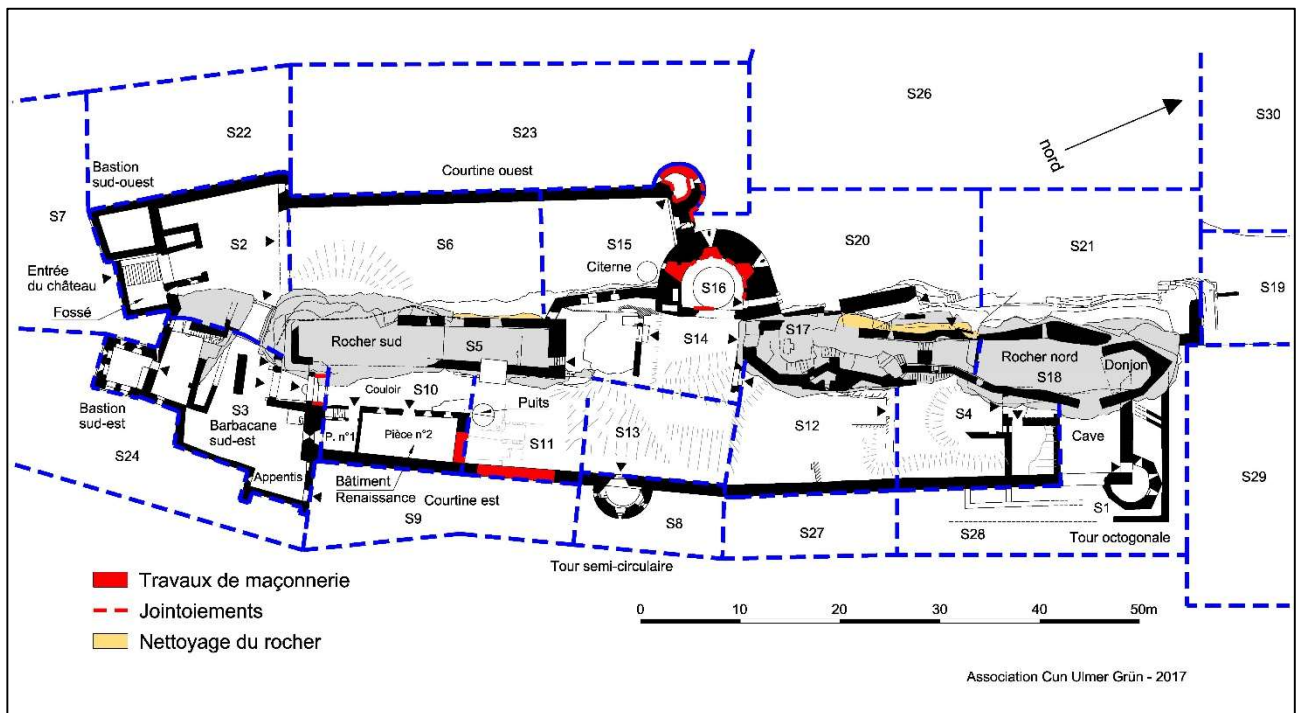 S26
S30
S22
S23
nord
Bastion
sud-ouest
Courtine ouest
S7
S2
S6
S15
S20
S21
Entrée
du château
Citerne
S16
S19
Fossé
S17
Rocher sud
S5
S14
Rocher nord
S18
Donjon
Couloir
S10
Puits
Bastion
sud-est
S3
Barbacane
sud-est
P. n°1
Pièce n°2
S11
S13
S12
S4
Cave
S24
Appentis
Bâtiment
Renaissance
Courtine est
S29
S9
S8
S27
S28
S1
Tour semi-circulaire
Tour octogonale
Travaux de maçonnerie
Jointoiements
Nettoyage du rocher
0 10 20 30 40 50m
Association Cun Ulmer Grün - 2017